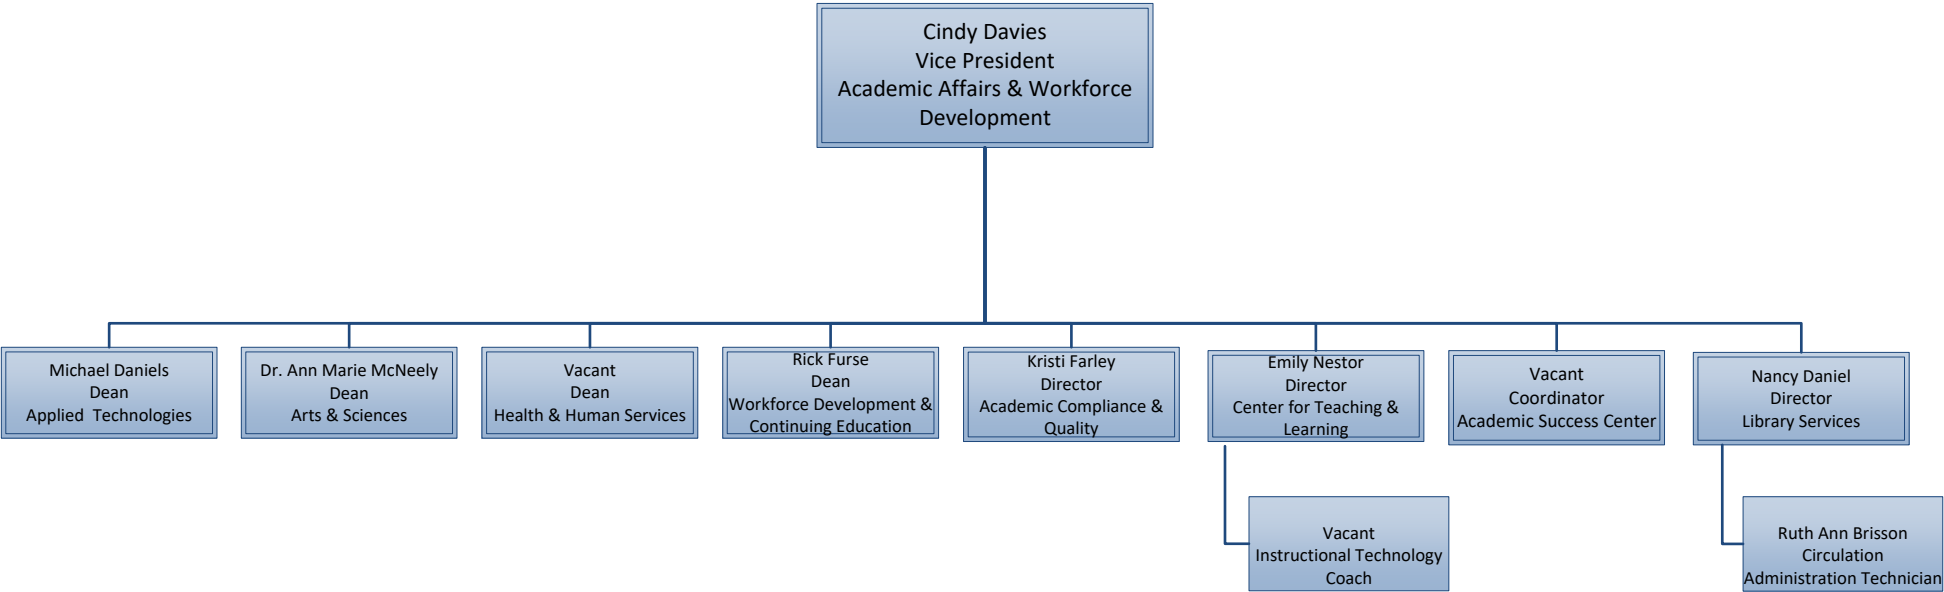 Cindy Davies
Vice President
Academic Affairs & Workforce
Development
Michael Daniels
Dean
Applied  Technologies
Dr. Ann Marie McNeely
Dean
Arts & Sciences
Vacant
Dean
Health & Human Services
Rick Furse
Dean
Workforce Development &
Continuing Education
Kristi Farley
Director
Academic Compliance &
Quality
Emily Nestor
Director
Center for Teaching &
Learning
Vacant
Coordinator
Academic Success Center
Nancy Daniel
Director
Library Services
Vacant
Instructional Technology
Coach
Ruth Ann Brisson
Circulation
Administration Technician